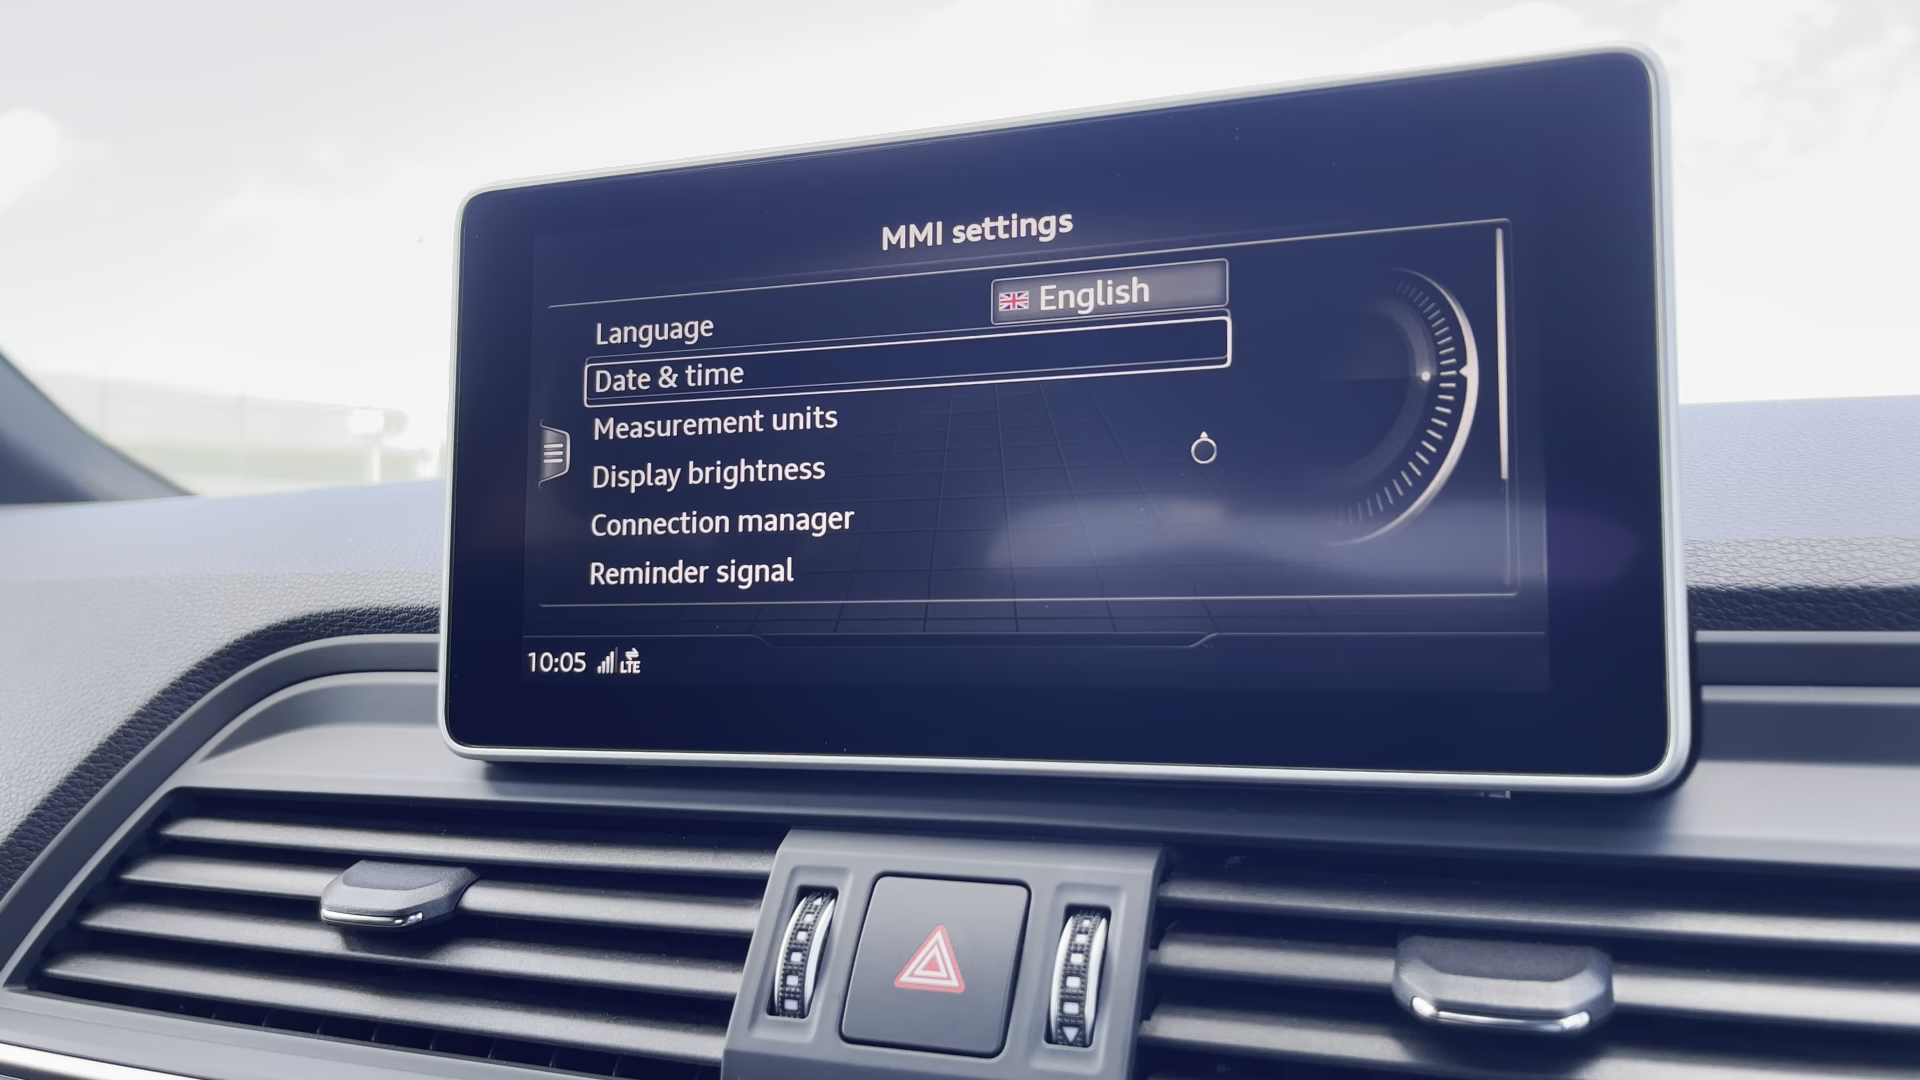 MMI settings
Language
English
Date & time
Measurement units
Display brightness
Connection manager
Reminder signal
10:05 LTE